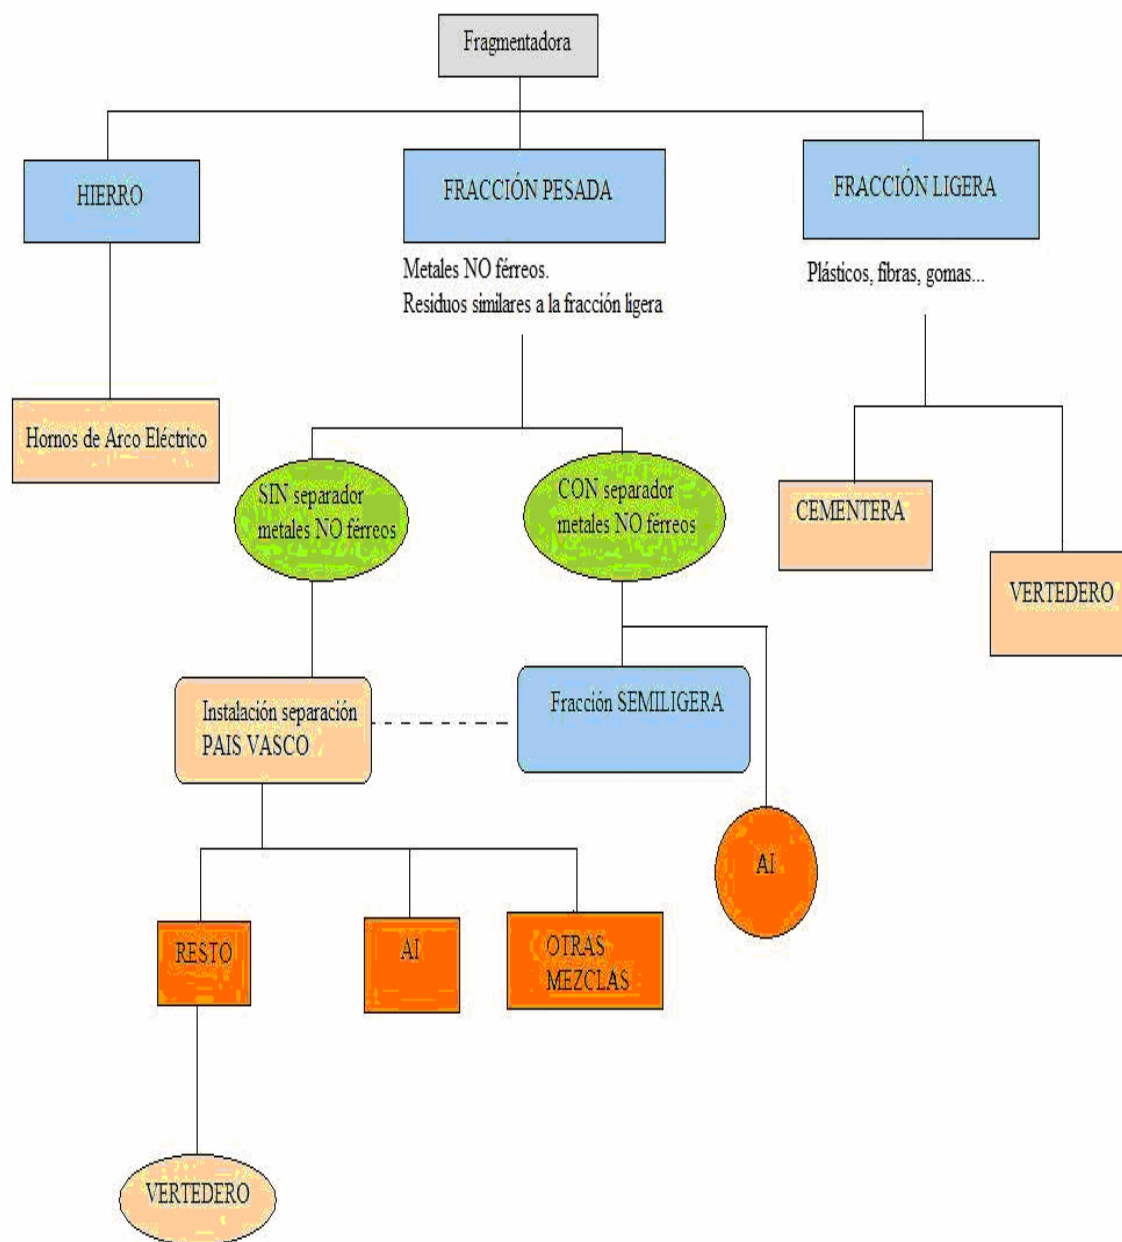 Fragmentadora
HIERRO
FRACCIÓN PESADA
FRACCIÓN LIGERA
Metales NO férreos.
Residuos similares a la fracción ligera
Plásticos, fibras, gomas...
Hornos de Arco Eléctrico
SIN separador
metales NO férreos
CON separador
metales NO férreos
CEMENTERA
VERTEDERO
Instalación separación
PAIS VASCO
Fracción SEMILIGERA
Al
RESTO
Al
OTRAS
MEZCLAS
VERTEDERO